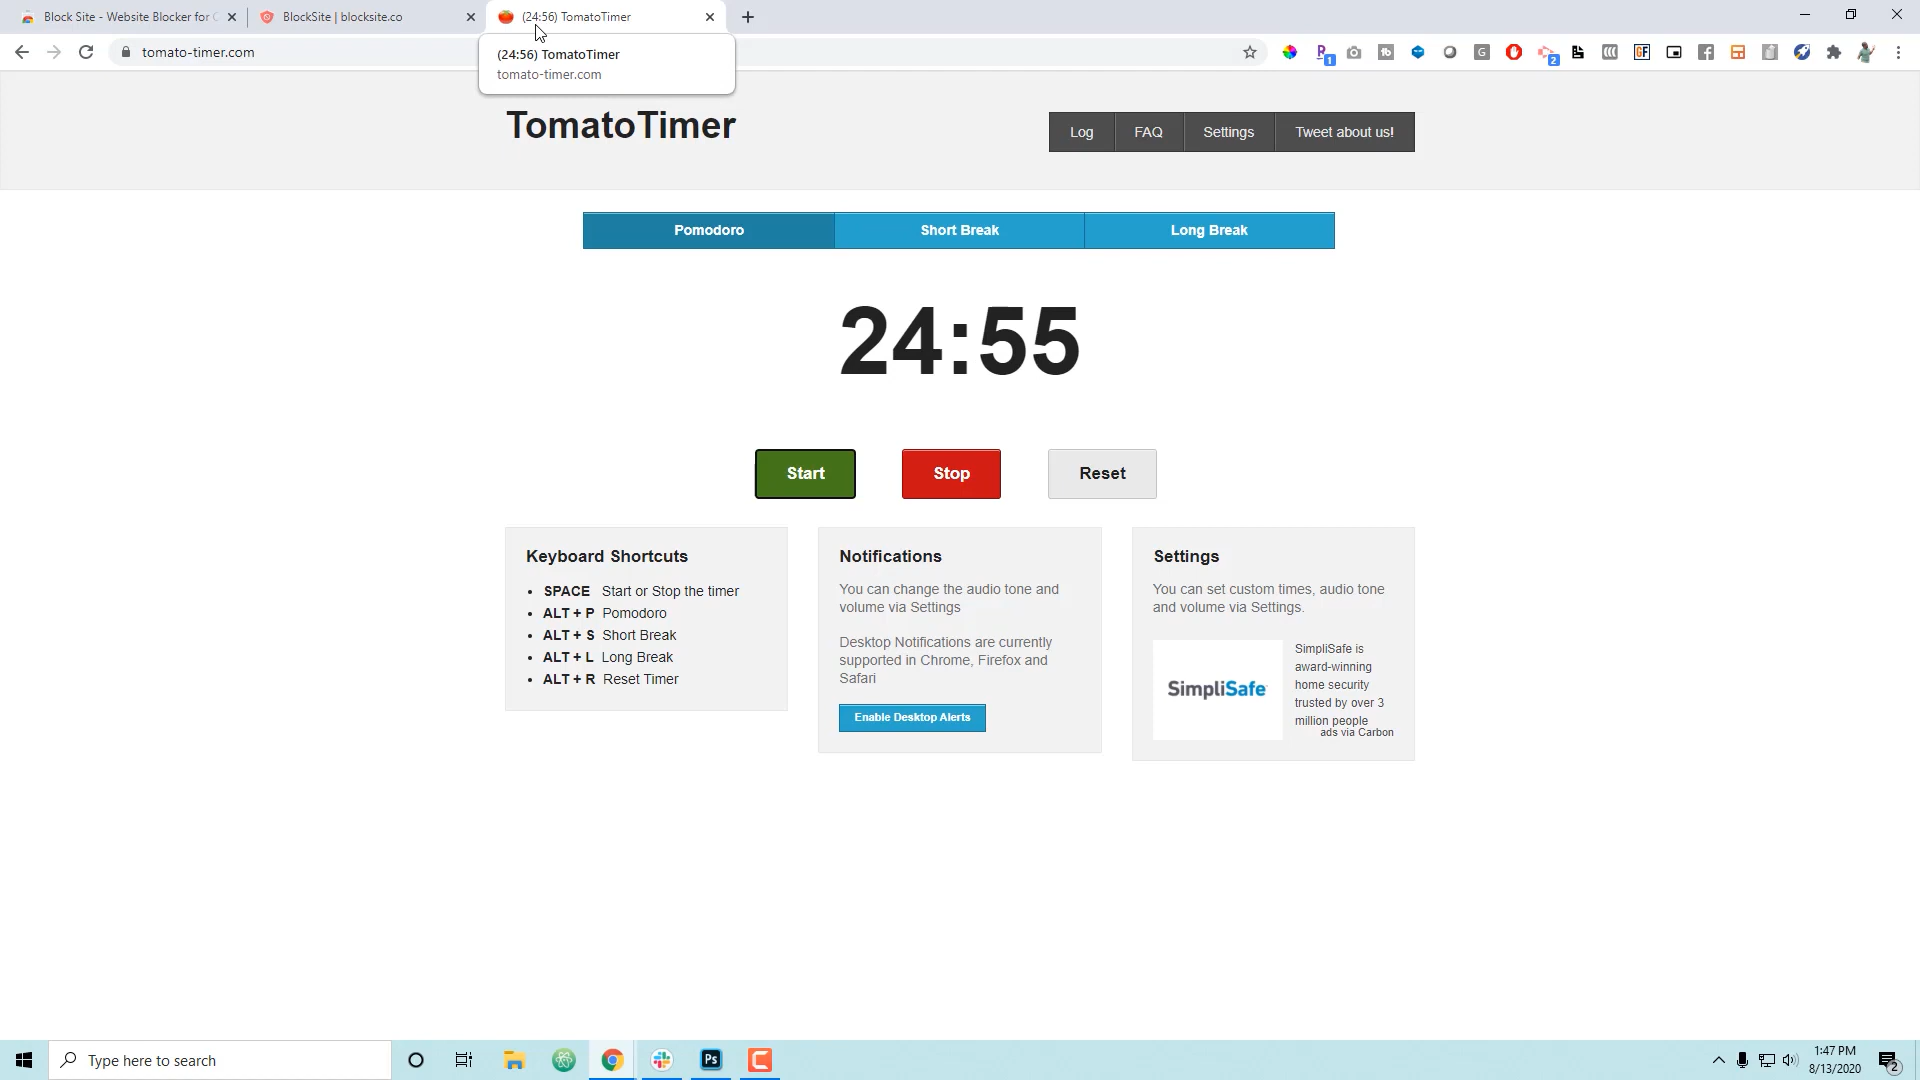 Block Site - Website Blocker for
BlockSite | blocksite.co
(24:56) TomatoTimer
tomato-timer.com
(24:56) TomatoTimer
tomato-timer.com
1
2
TomatoTimer
Log
FAQ
Settings
Tweet about us!
Pomodoro
Short Break
Long Break
24:55
Start
Stop
Reset
Keyboard Shortcuts
SPACE Start or Stop the timer
ALT + P Pomodoro
ALT + S Short Break
ALT + L Long Break
ALT + R Reset Timer
Notifications
You can change the audio tone and
volume via Settings
Desktop Notifications are currently
supported in Chrome, Firefox and
Safari
Enable Desktop Alerts
Settings
You can set custom times, audio tone
and volume via Settings.
SimpliSafe
SimpliSafe is
award-winning
home security
trusted by over 3
million people
ads via Carbon
Type here to search
Ps
1:47 PM
8/13/2020
2